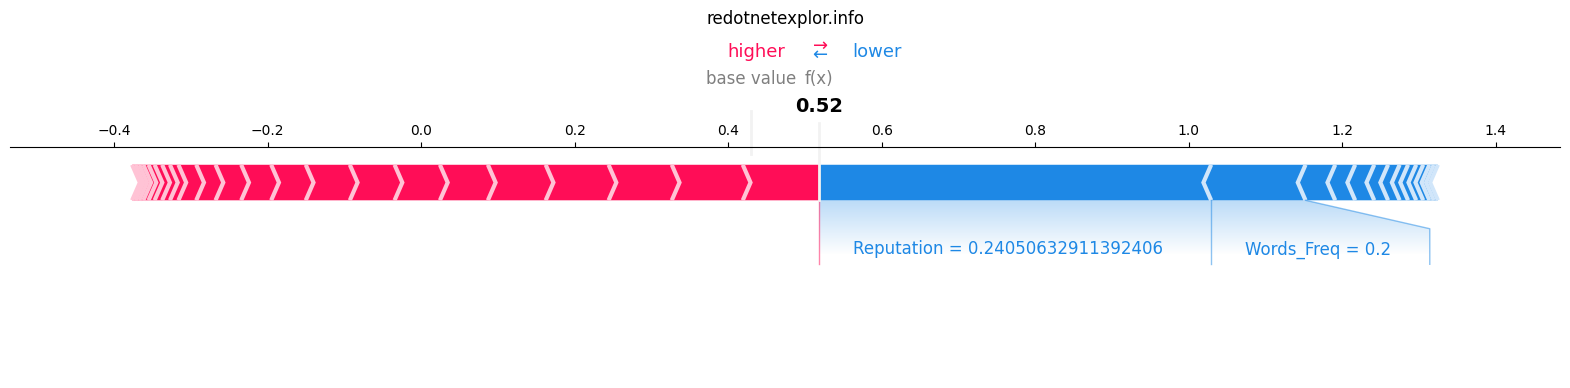 redotnetexplor.info
higher → ← lower
base value f(x)
0.52
−0.4 −0.2 0.0 0.2 0.4 0.6 0.8 1.0 1.2 1.4
Reputation = 0.24050632911392406 Words_Freq = 0.2